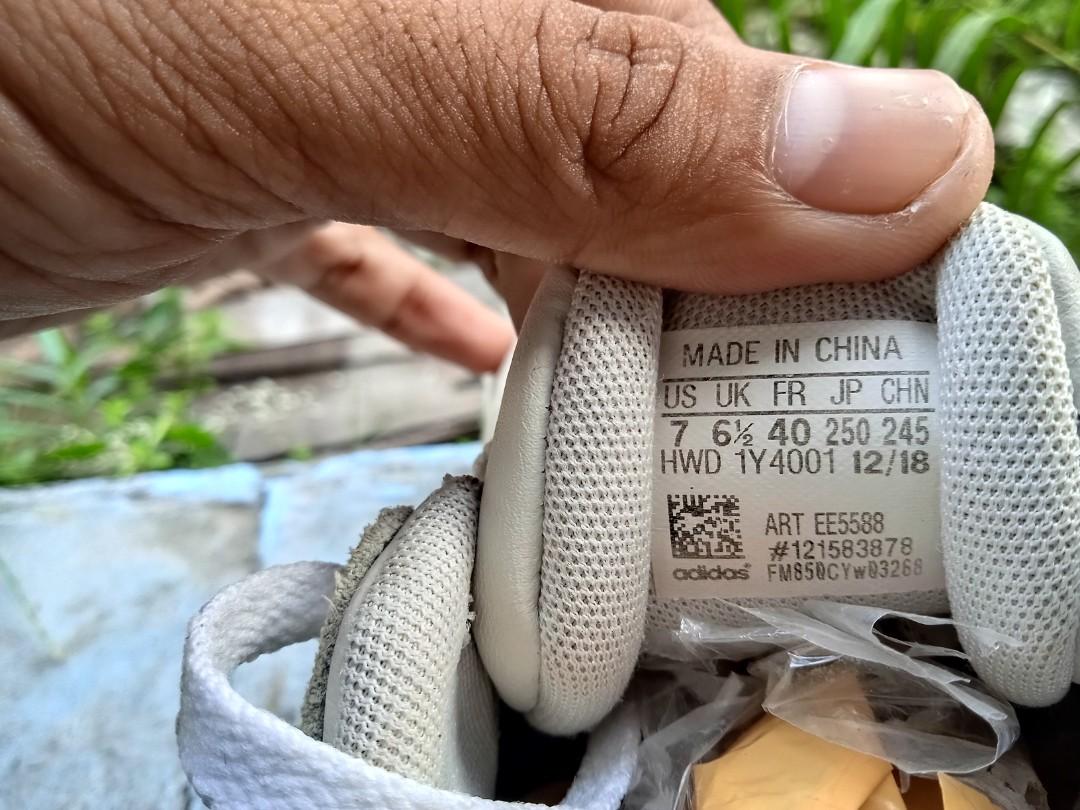 MADE IN CHINA
US UK FR JP CHN
7 6½ 40 250 245
HWD 1Y4001 12/18
ART EE5588
#121583878
adidas FM850CYw03268